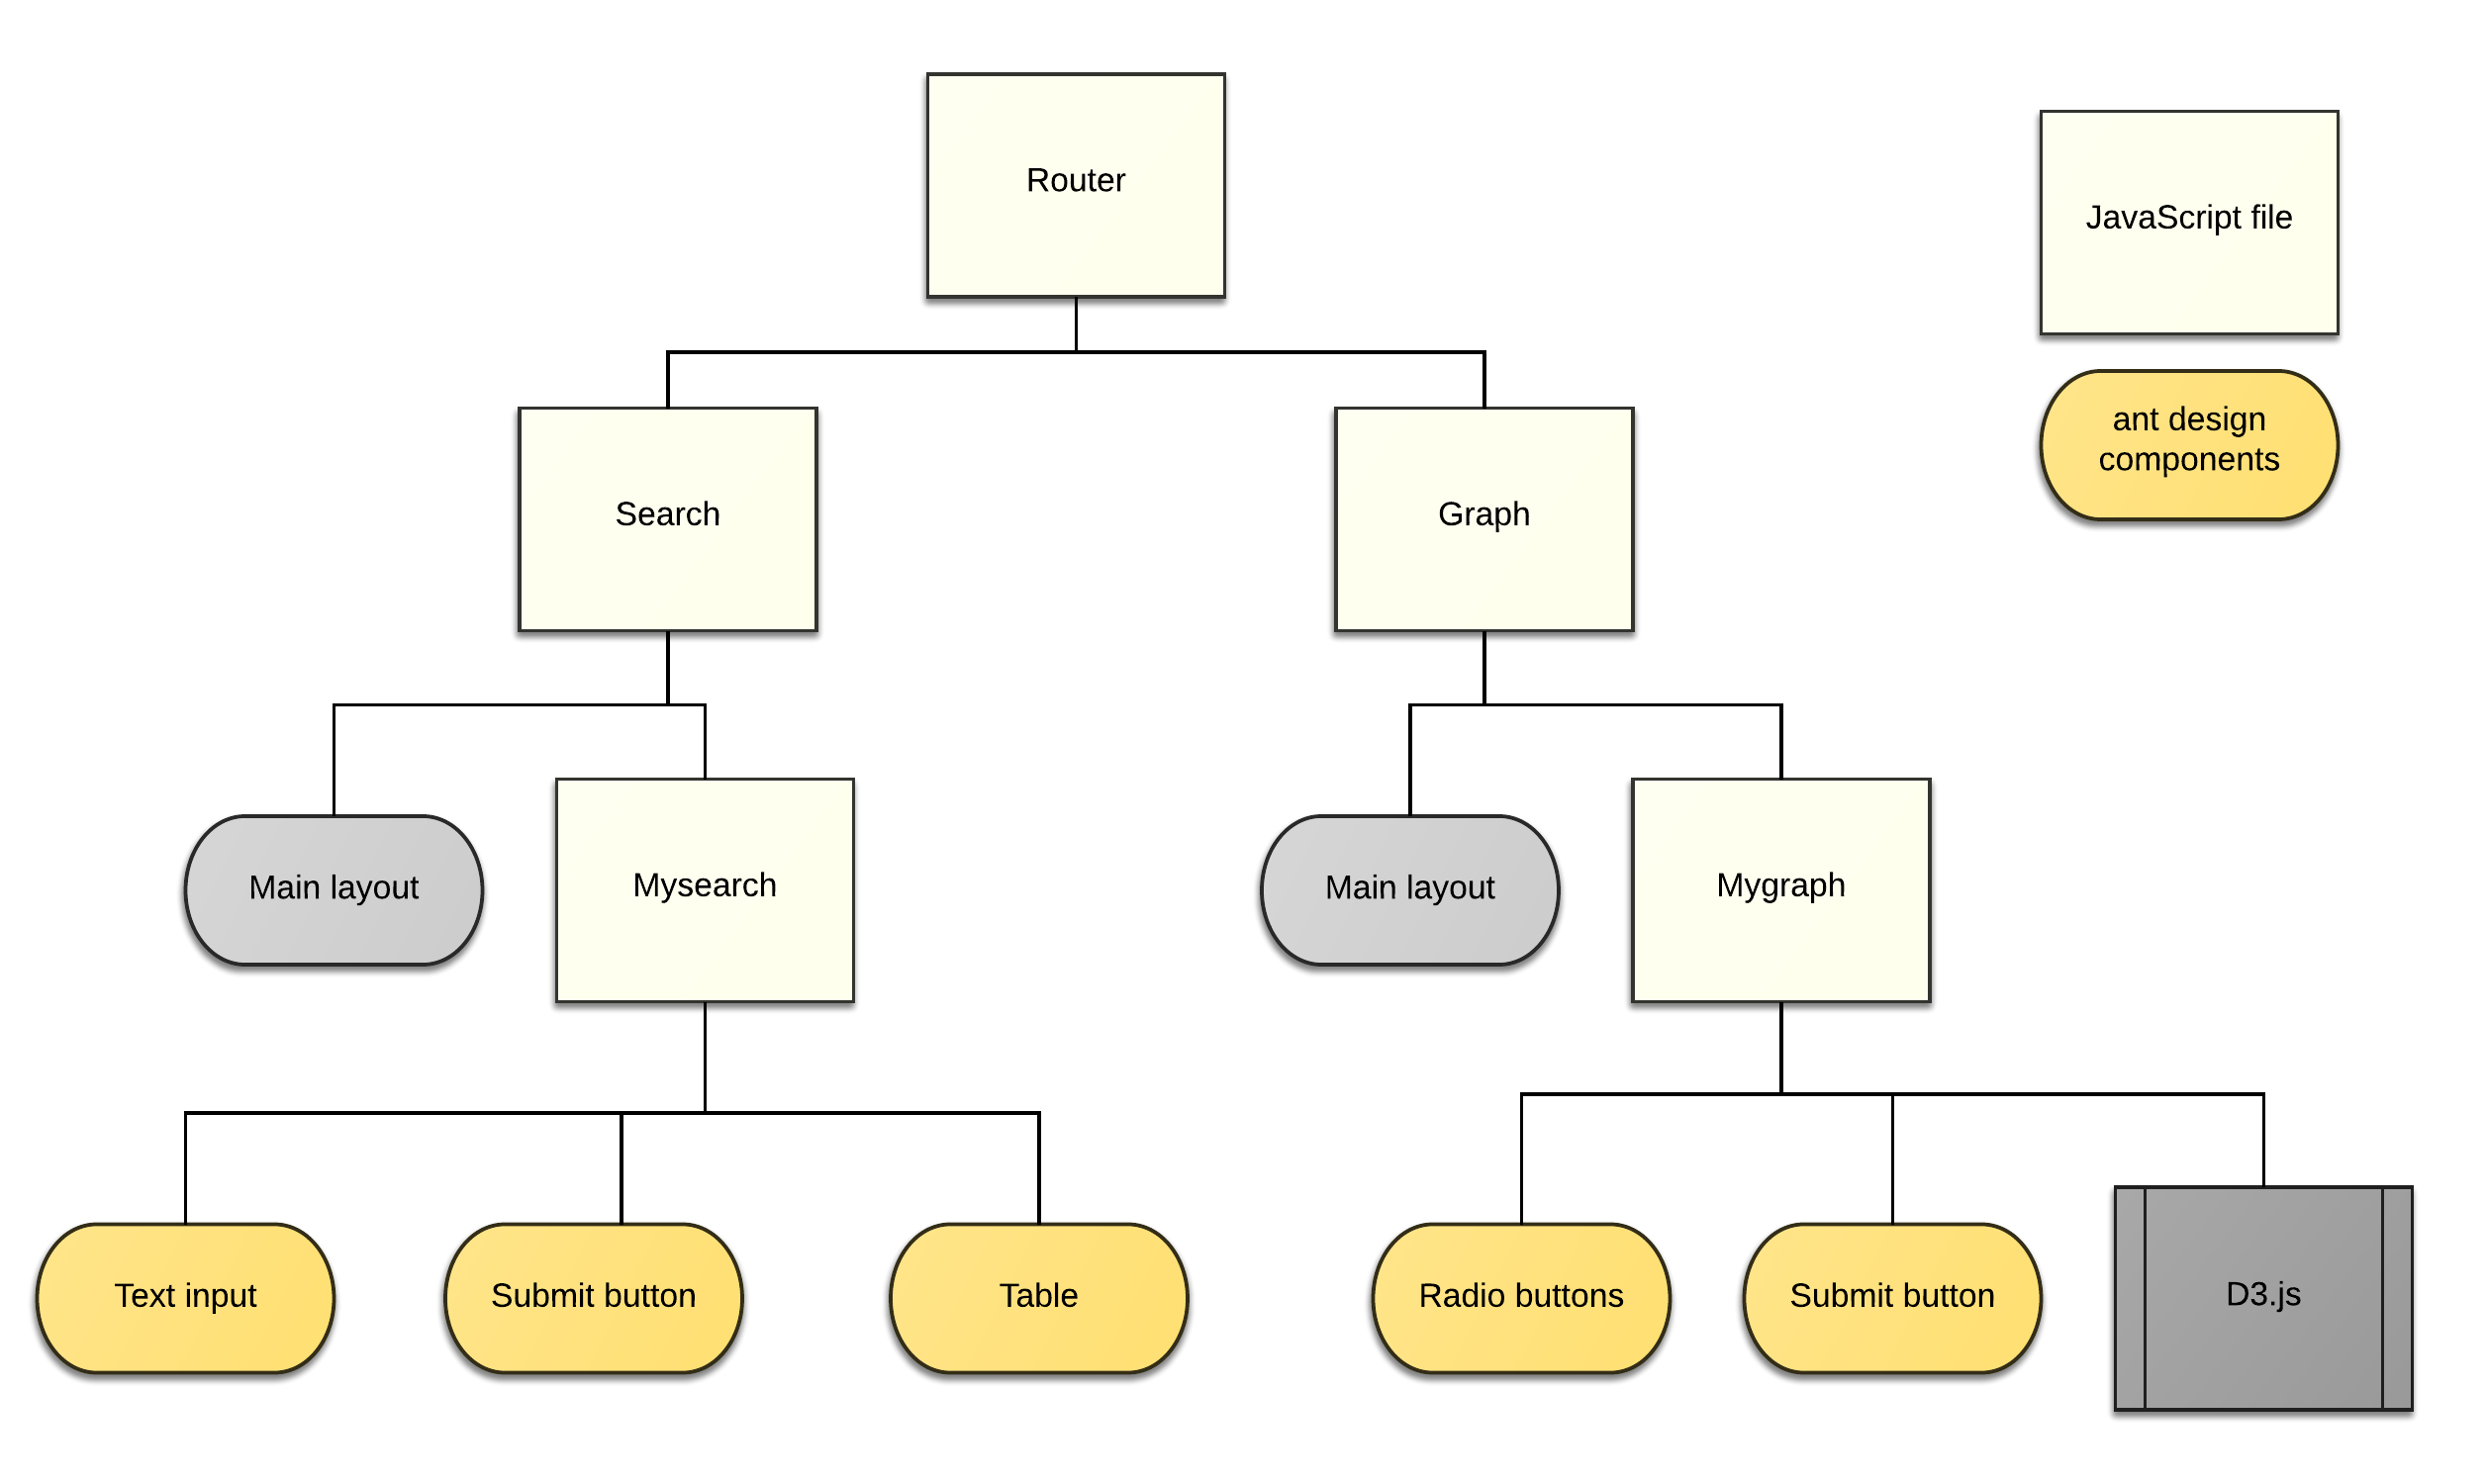 Router
JavaScript file
ant design
components
Search
Graph
Main layout
Mysearch
Main layout
Mygraph
Text input
Submit button
Table
Radio buttons
Submit button
D3.js